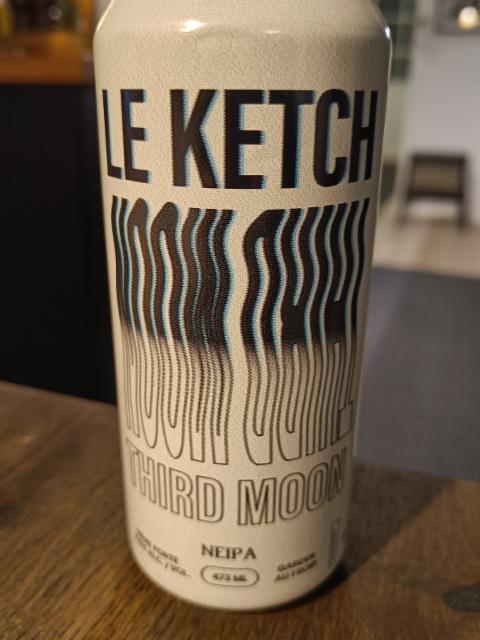 LE KETCH
THIRD MOON
NEIPA
473 ML
GARDER
AU FROID